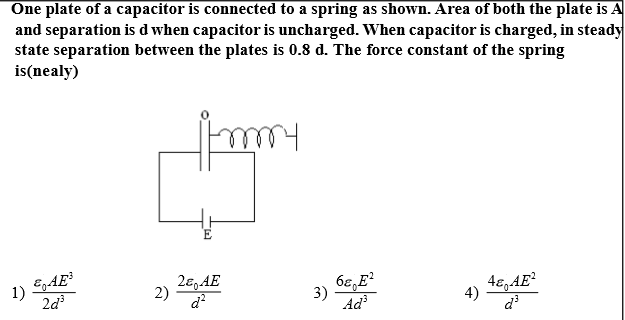 One plate of a capacitor is connected to a spring as shown. Area of both the plate is A
and separation is d when capacitor is uncharged. When capacitor is charged, in steady
state separation between the plates is 0.8 d. The force constant of the spring
is(nealy)
O
E
1) ε₀AE³/2d³ 2) 2ε₀AE/d² 3) 6ε₀E²/Ad³ 4) 4ε₀AE²/d³